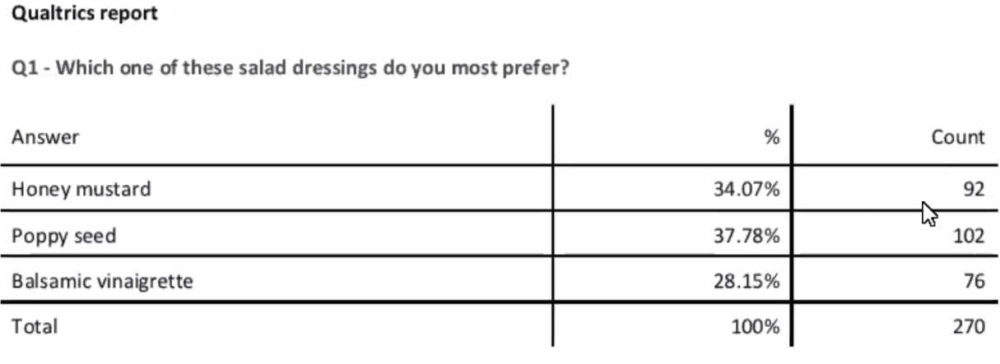 Qualtrics report
Q1 - Which one of these salad dressings do you most prefer?
Answer % Count
Honey mustard 34.07% 92
Poppy seed 37.78% 102
Balsamic vinaigrette 28.15% 76
Total 100% 270